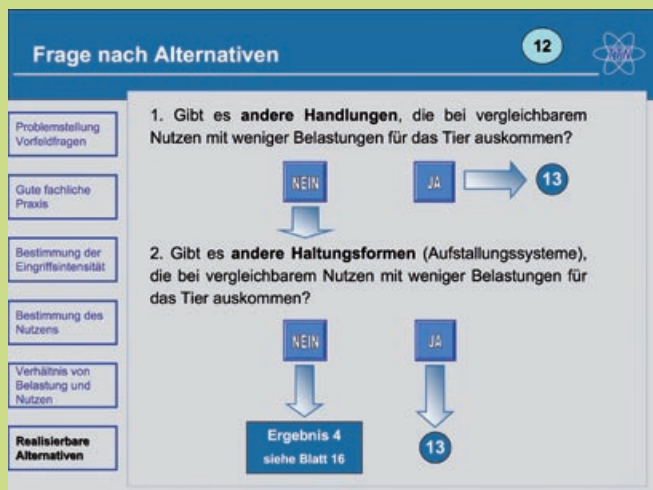 Frage nach Alternativen
12
Problemstellung
Vorfeldfragen
Gute fachliche
Praxis
Bestimmung der
Eingriffsintensität
Bestimmung des
Nutzens
Verhältnis von
Belastung und
Nutzen
Realisierbare
Alternativen
1. Gibt es andere Handlungen, die bei vergleichbarem
Nutzen mit weniger Belastungen für das Tier auskommen?
NEIN
JA
13
2. Gibt es andere Haltungsformen (Aufstallungssysteme),
die bei vergleichbarem Nutzen mit weniger Belastungen für
das Tier auskommen?
NEIN
JA
Ergebnis 4
siehe Blatt 16
13